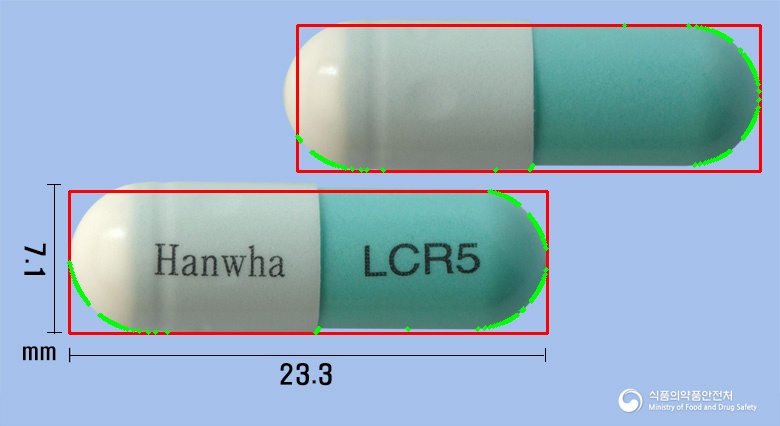 Hanwha
LCR5
7.1
mm
23.3
식품의약품안전처
Ministry of Food and Drug Safety